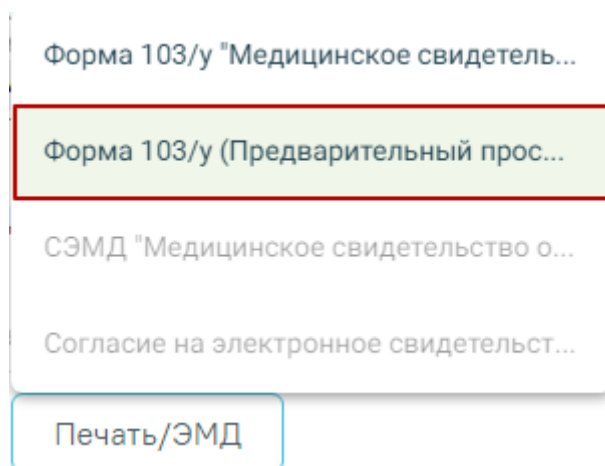 Форма 103/у "Медицинское свидетель...
Форма 103/у (Предварительный прос...
СЭМД "Медицинское свидетельство о...
Согласие на электронное свидетельст...
Печать/ЭМД